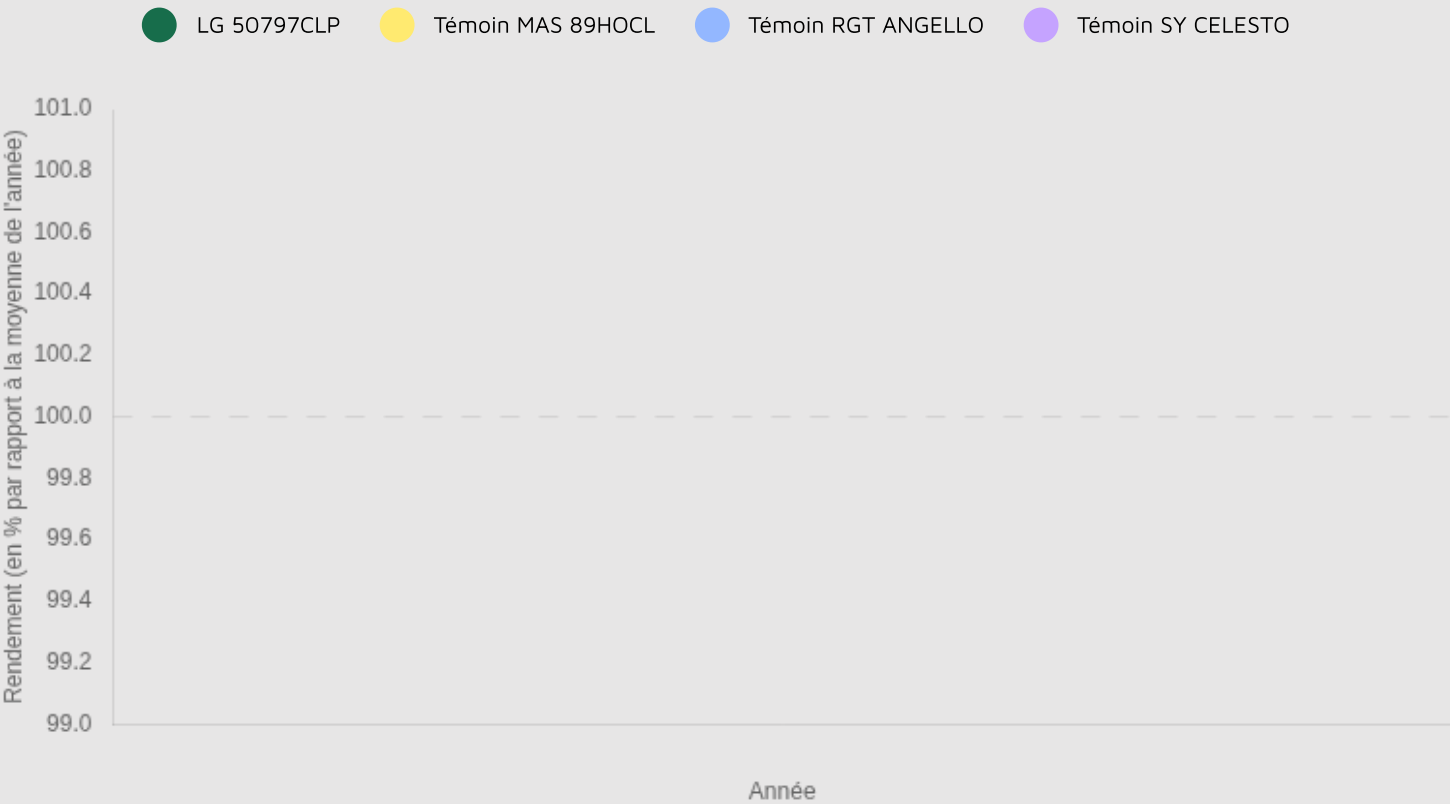 LG 50797CLP
Témoin MAS 89HOCL
Témoin RGT ANGELLO
Témoin SY CELESTO
Rendement (en % par rapport à la moyenne de l'année)
101.0
100.8
100.6
100.4
100.2
100.0
99.8
99.6
99.4
99.2
99.0
Année